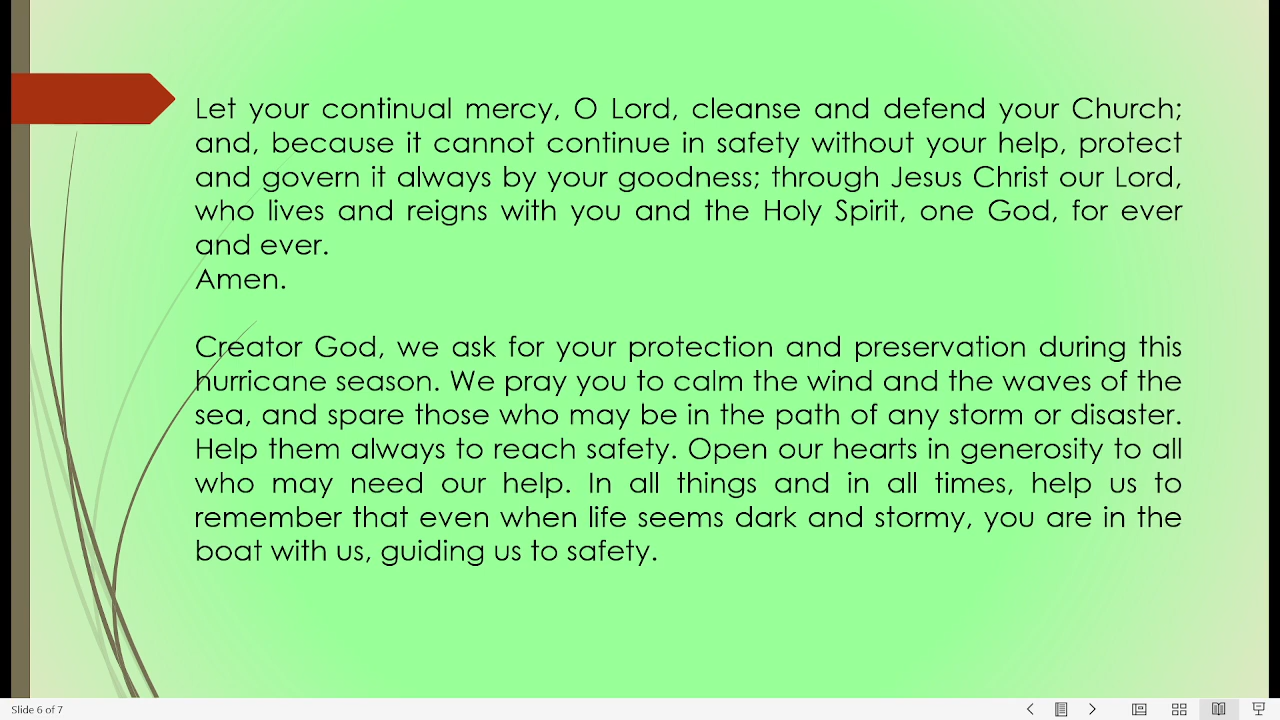 Let your continual mercy, O Lord, cleanse and defend your Church;
and, because it cannot continue in safety without your help, protect
and govern it always by your goodness; through Jesus Christ our Lord,
who lives and reigns with you and the Holy Spirit, one God, for ever
and ever.
Amen.
Creator God, we ask for your protection and preservation during this
hurricane season. We pray you to calm the wind and the waves of the
sea, and spare those who may be in the path of any storm or disaster.
Help them always to reach safety. Open our hearts in generosity to all
who may need our help. In all things and in all times, help us to
remember that even when life seems dark and stormy, you are in the
boat with us, guiding us to safety.
Slide 6 of 7